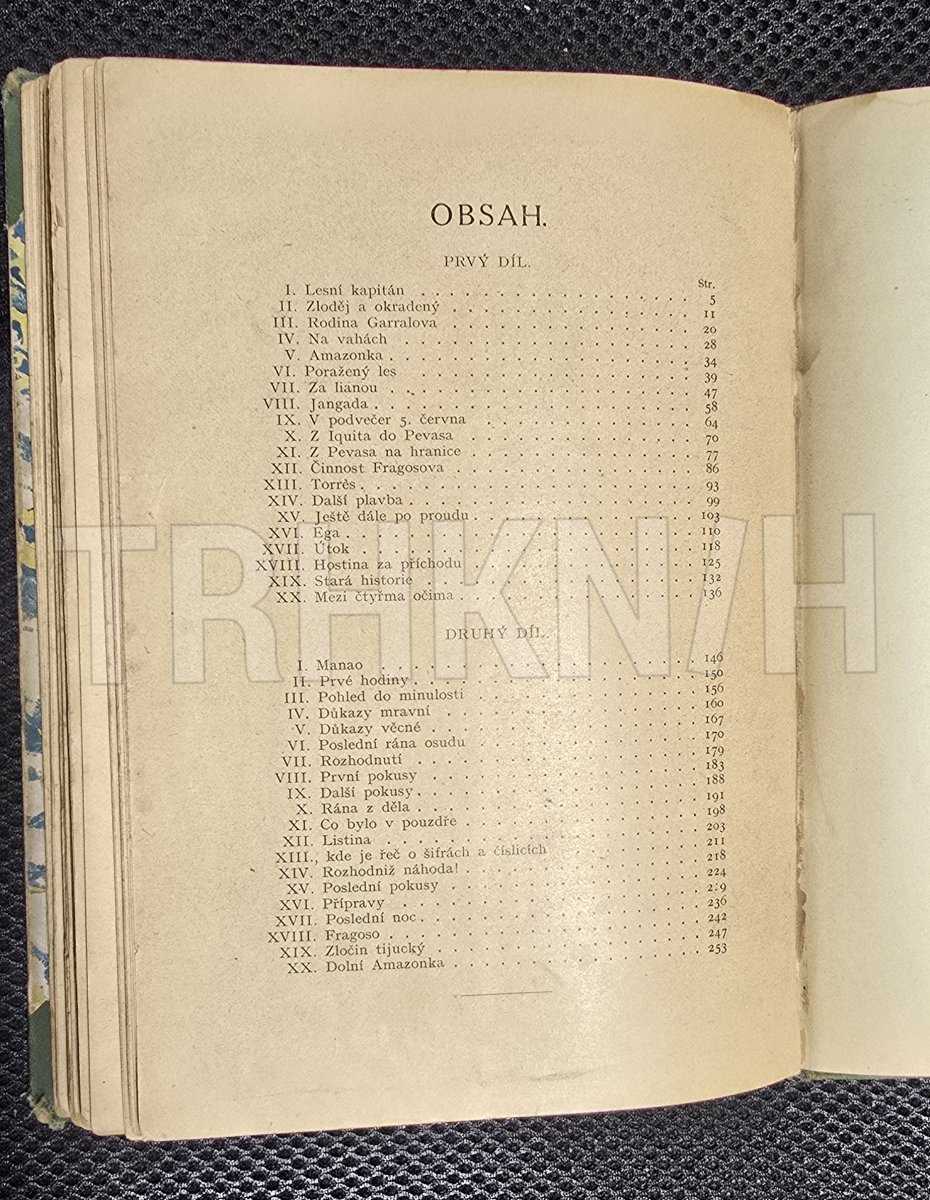 OBSAH.
PRVÝ DÍL.
Str.
I. Lesní kapitán . . . . . . . . . . . . . . . . . 5
II. Zloděj a okradený . . . . . . . . . . . . . . . 11
III. Rodina Garralova . . . . . . . . . . . . . . . 20
IV. Na vahách . . . . . . . . . . . . . . . . . 28
V. Amazonka . . . . . . . . . . . . . . . . . 34
VI. Poražený les . . . . . . . . . . . . . . . . 39
VII. Za lianou . . . . . . . . . . . . . . . . . 47
VIII. Jangada . . . . . . . . . . . . . . . . . . 58
IX. V podvečer 5. června . . . . . . . . . . . . . 64
X. Z Iquita do Pevasa . . . . . . . . . . . . . . 70
XI. Z Pevasa na hranice . . . . . . . . . . . . . 77
XII. Činnost Fragosova . . . . . . . . . . . . . . 86
XIII. Torrès . . . . . . . . . . . . . . . . . . 93
XIV. Další plavba . . . . . . . . . . . . . . . . 99
XV. Ještě dále po proudu . . . . . . . . . . . . . 103
XVI. Ega . . . . . . . . . . . . . . . . . . . 110
XVII. Útok . . . . . . . . . . . . . . . . . . 118
XVIII. Hostina za příchodu . . . . . . . . . . . . . 125
XIX. Stará historie . . . . . . . . . . . . . . . 132
XX. Mezi čtyřma očima . . . . . . . . . . . . . . 136
TRHKN/H
DRUHÝ DÍL.
I. Manao . . . . . . . . . . . . . . . . . . 146
II. Prvé hodiny . . . . . . . . . . . . . . . . 150
III. Pohled do minulosti . . . . . . . . . . . . . 156
IV. Důkazy mravní . . . . . . . . . . . . . . . 160
V. Důkazy věcné . . . . . . . . . . . . . . . 167
VI. Poslední rána osudu . . . . . . . . . . . . . 170
VII. Rozhodnutí . . . . . . . . . . . . . . . . 179
VIII. První pokusy . . . . . . . . . . . . . . . 183
IX. Další pokusy . . . . . . . . . . . . . . . . 188
X. Rána z děla . . . . . . . . . . . . . . . . 191
XI. Co bylo v pouzdře . . . . . . . . . . . . . . 198
XII. Listina . . . . . . . . . . . . . . . . . . 203
XIII., kde je řeč o šifrách a číslicích . . . . . . . . . 211
XIV. Rozhodniž náhoda! . . . . . . . . . . . . . . 218
XV. Poslední pokusy . . . . . . . . . . . . . . . 224
XVI. Přípravy . . . . . . . . . . . . . . . . . 229
XVII. Poslední noc . . . . . . . . . . . . . . . . 236
XVIII. Fragoso . . . . . . . . . . . . . . . . . 242
XIX. Zločin tijucký . . . . . . . . . . . . . . . 247
XX. Dolní Amazonka . . . . . . . . . . . . . . . 253